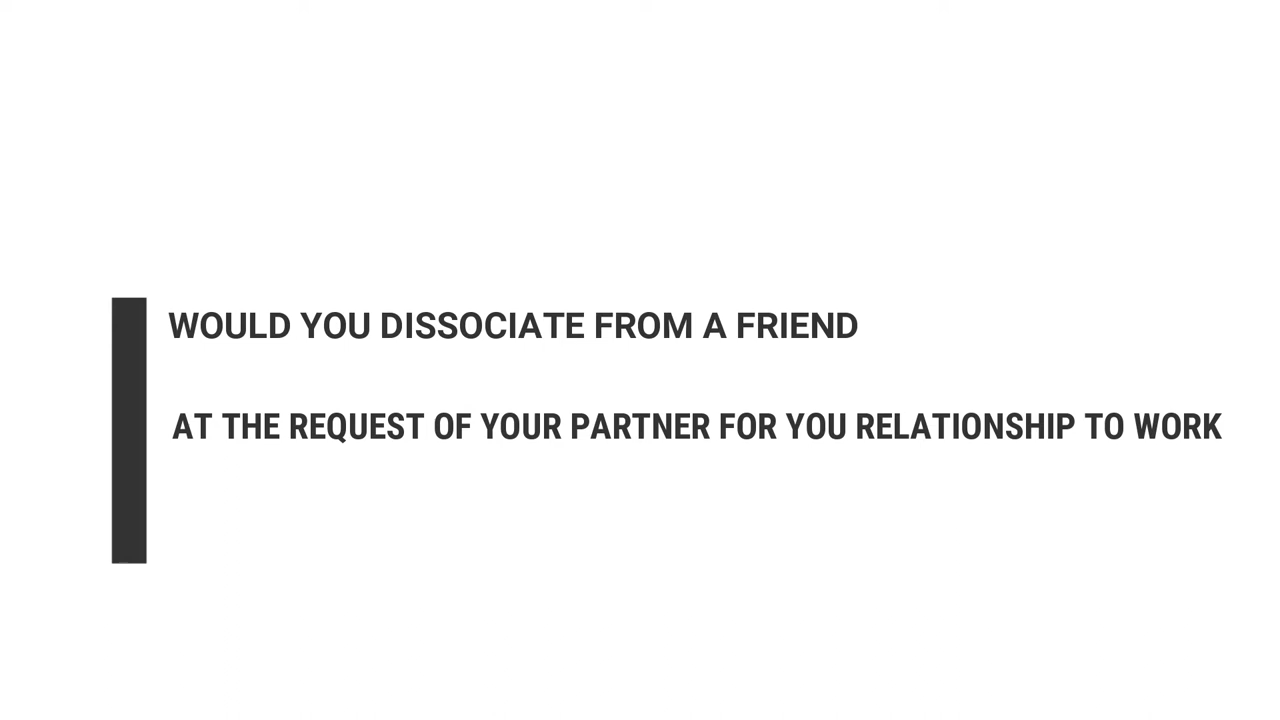 WOULD YOU DISSOCIATE FROM A FRIEND
AT THE REQUEST OF YOUR PARTNER FOR YOU RELATIONSHIP TO WORK